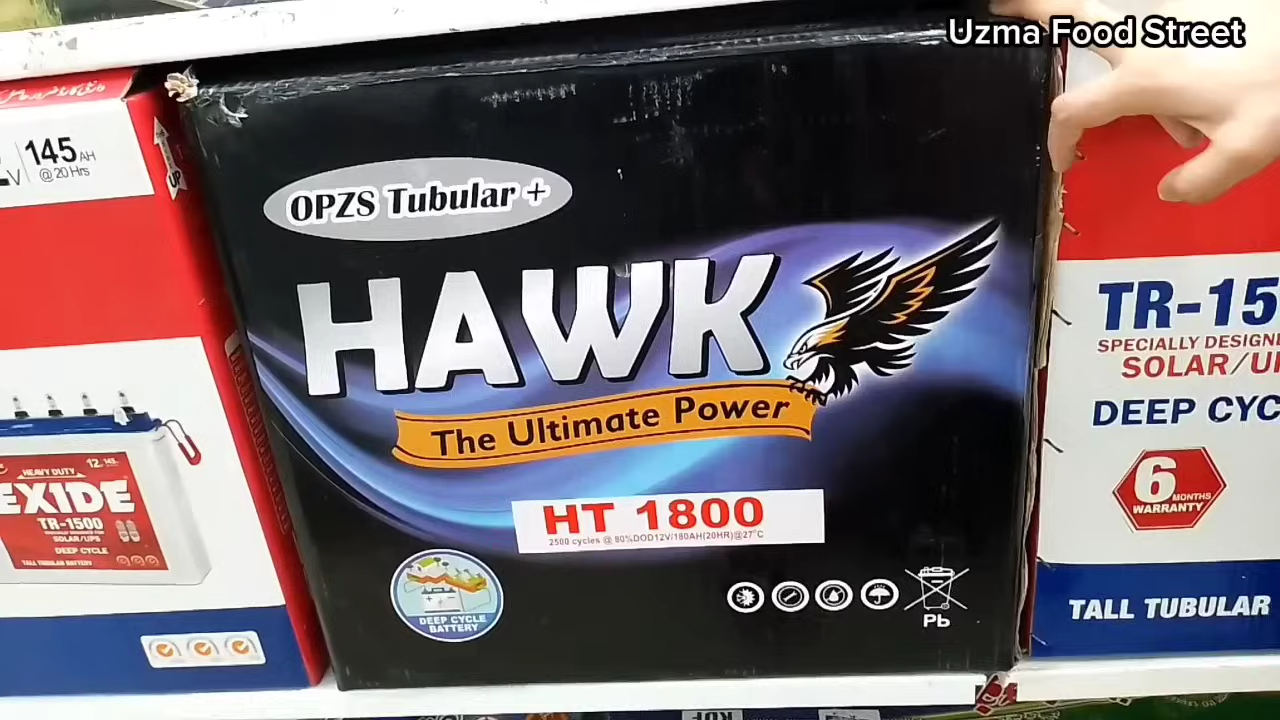 Uzma Food Street
145 AH
@ 20 Hrs
UP
HEAVY DUTY
EXIDE
TR-1500
SOLAR/UPS
DEEP CYCLE
TALL TUBULAR BATTERY
OPZS Tubular +
HAWK
The Ultimate Power
HT 1800
2500 cycles @ 80%DOD12V/180AH(20HR)@27°C
DEEP CYCLE
BATTERY
Pb
TR-15
SPECIALLY DESIGNE
SOLAR/U
DEEP CYC
6 MONTHS
WARRANTY
TALL TUBULAR